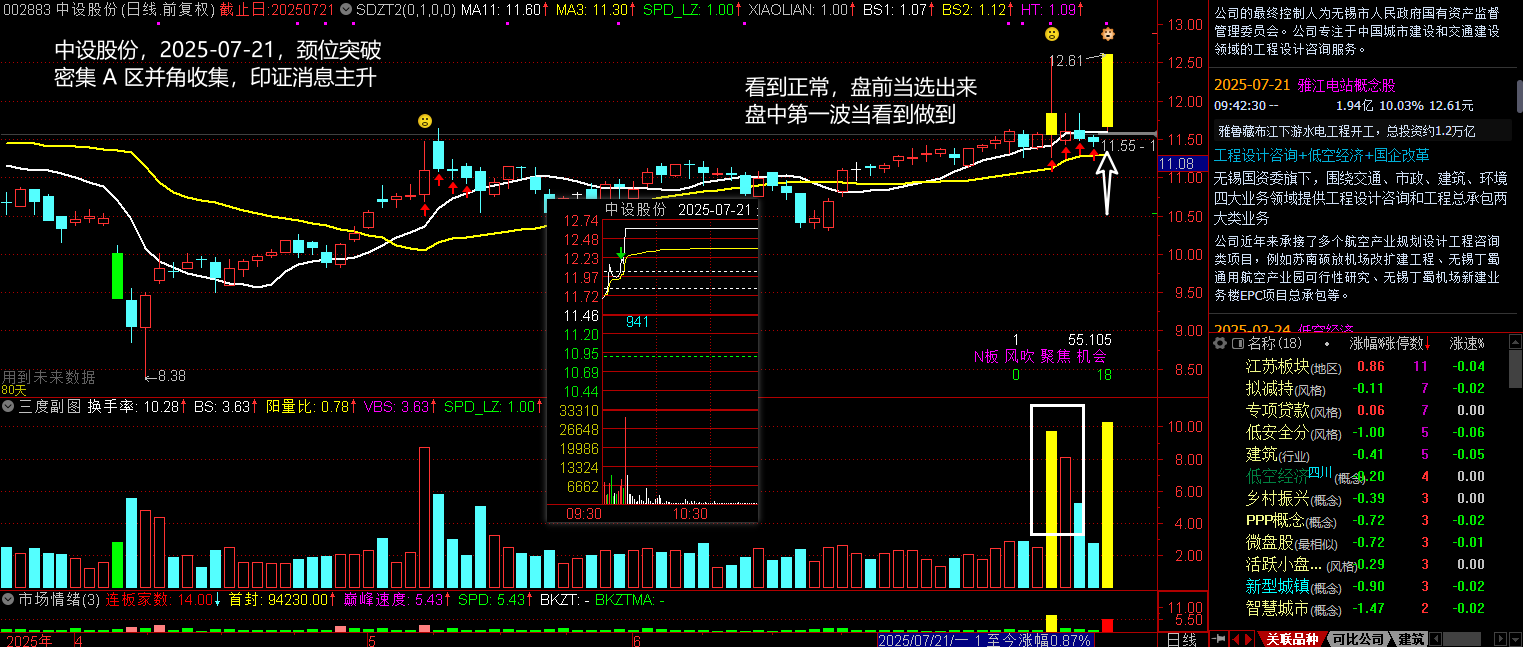 002883 中设股份(日线.前复权) 截止日:20250721 SDZT2(0,1,0,0) MA11: 11.60↑ MA3: 11.30↑ SPD_LZ: 1.00↑ XIAOLIAN: 1.00↑ BS1: 1.07↑ BS2: 1.12↑ HT: 1.09↑
中设股份，2025-07-21，颈位突破
密集 A 区并角收集，印证消息主升
看到正常，盘前当选出来
盘中第一波当看到做到
12.61
11.55 - 1
←8.38
用到未来数据
80天
13.00
12.50
12.00
11.50
11.08
11.00
10.50
10.00
9.50
9.00
8.50
中设股份 2025-07-21
12.74
12.48
12.23
11.97
11.72
11.46
11.20
10.95
10.69
10.44
33310
26648
19986
13324
6662
941
09:30 10:30
1 55.105
N板 风吹 聚焦 机会
0 18
三度副图 换手率: 10.28↑ BS: 3.63↑ 阳量比: 0.78↑ VBS: 3.63↑ SPD_LZ: 1.00↑
10.00
8.00
6.00
4.00
2.00
市场情绪(3) 连板家数: 14.00↓ 首封: 94230.00↑ 巅峰速度: 5.43↑ SPD: 5.43↑ BKZT: - BKZTMA: -
11.00
5.50
2025年 4 5 6 2025/07/21/一 1 至今涨幅0.87% 日线
公司的最终控制人为无锡市人民政府国有资产监督
管理委员会。公司专注于中国城市建设和交通建设
领域的工程设计咨询服务。
2025-07-21 雅江电站概念股
09:42:30 -- 1.94亿 10.03% 12.61元
雅鲁藏布江下游水电工程开工，总投资约1.2万亿
工程设计咨询+低空经济+国企改革
无锡国资委旗下，围绕交通、市政、建筑、环境
四大业务领域提供工程设计咨询和工程总承包两
大类业务
公司近年来承接了多个航空产业规划设计工程咨询
类项目，例如苏南硕放机场改扩建工程、无锡丁蜀
通用航空产业园可行性研究、无锡丁蜀机场新建业
务楼EPC项目总承包等。
2025-02-24 低空经济
名称(18) • 涨幅%涨停数↓ 涨速%
江苏板块(地区) 0.86 11 -0.04
拟减持(风格) -0.11 7 -0.02
专项贷款(风格) 0.06 7 0.00
低安全分(风格) -1.00 5 -0.06
建筑(行业) -0.41 5 -0.05
低空经济四川(概念) 0.20 4 0.00
乡村振兴(概念) -0.39 3 0.00
PPP概念(概念) -0.72 3 -0.02
微盘股(最相似) -0.72 3 -0.01
活跃小盘...(风格) 0.29 3 0.00
新型城镇(概念) -0.90 3 -0.02
智慧城市(概念) -1.47 2 -0.02
关联品种 可比公司 建筑